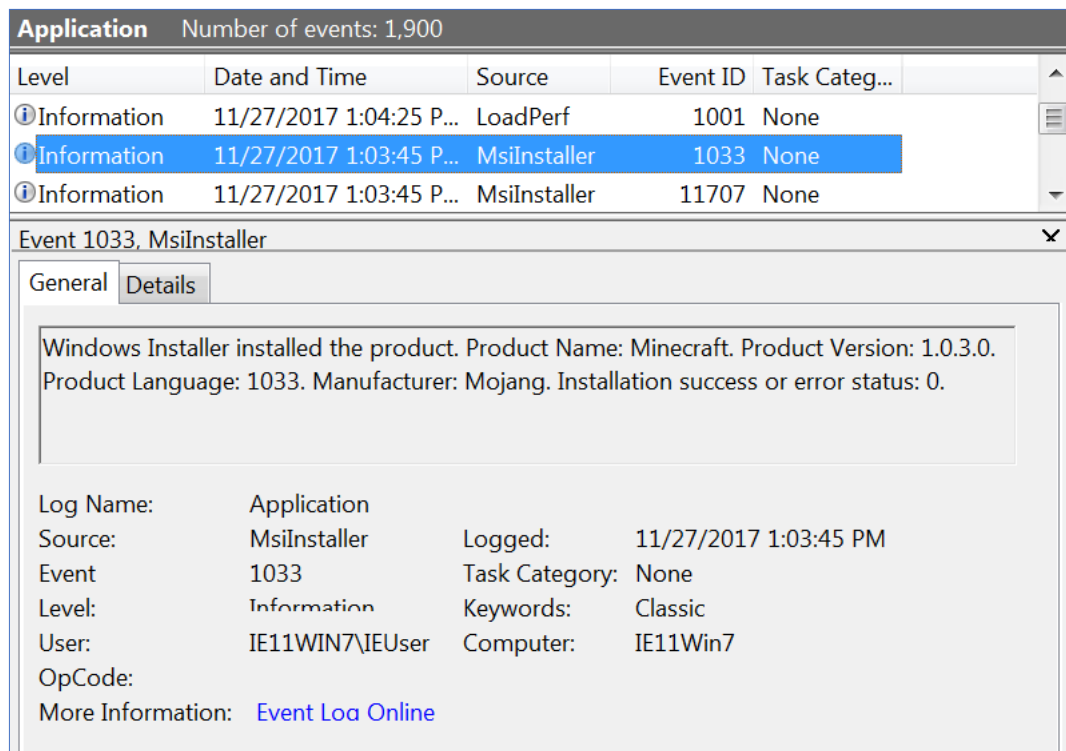 Application Number of events: 1,900
Level Date and Time Source Event ID Task Categ...
Information 11/27/2017 1:04:25 P... LoadPerf 1001 None
Information 11/27/2017 1:03:45 P... MsiInstaller 1033 None
Information 11/27/2017 1:03:45 P... MsiInstaller 11707 None
Event 1033, MsiInstaller
General Details
Windows Installer installed the product. Product Name: Minecraft. Product Version: 1.0.3.0.
Product Language: 1033. Manufacturer: Mojang. Installation success or error status: 0.
Log Name: Application
Source: MsiInstaller Logged: 11/27/2017 1:03:45 PM
Event 1033 Task Category: None
Level: Information Keywords: Classic
User: IE11WIN7\IEUser Computer: IE11Win7
OpCode:
More Information: Event Log Online